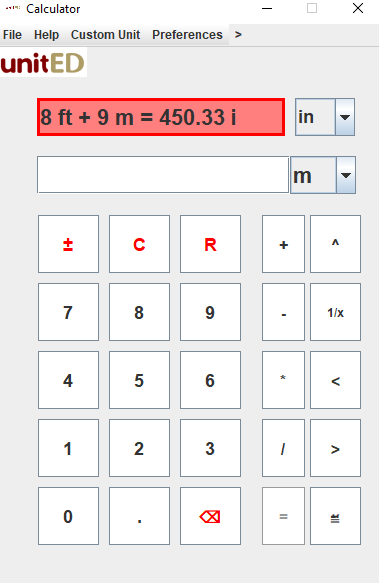 Calculator
File Help Custom Unit Preferences >
unitED
8 ft + 9 m = 450.33 i in
m
± C R + ^
7 8 9 - 1/x
4 5 6 * <
1 2 3 / >
0 . ⌫ = ≅